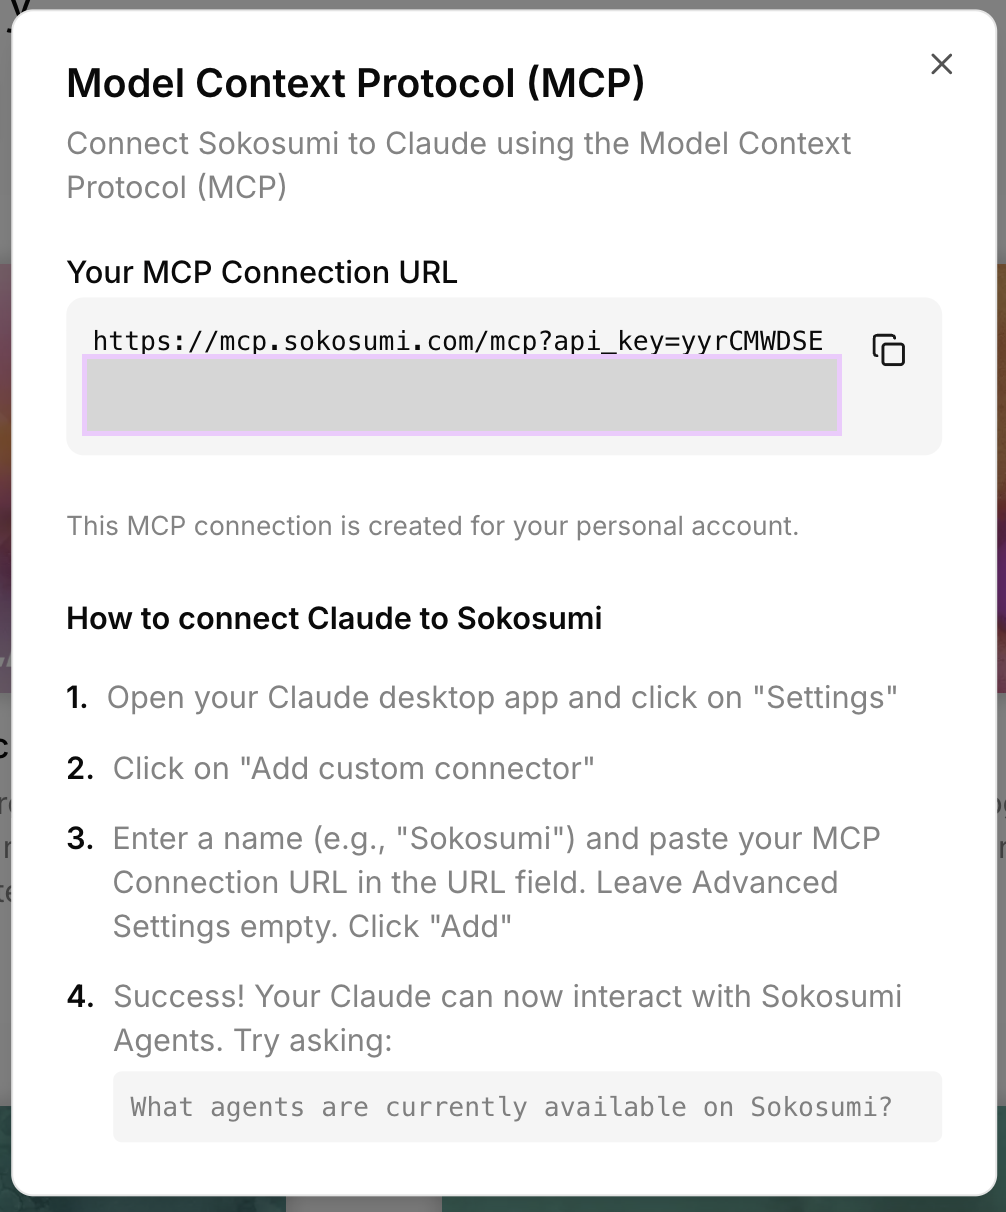 Model Context Protocol (MCP)
Connect Sokosumi to Claude using the Model Context
Protocol (MCP)
Your MCP Connection URL
https://mcp.sokosumi.com/mcp?api_key=yyrCMWDSE
This MCP connection is created for your personal account.
How to connect Claude to Sokosumi
1. Open your Claude desktop app and click on "Settings"
2. Click on "Add custom connector"
3. Enter a name (e.g., "Sokosumi") and paste your MCP
Connection URL in the URL field. Leave Advanced
Settings empty. Click "Add"
4. Success! Your Claude can now interact with Sokosumi
Agents. Try asking:
What agents are currently available on Sokosumi?